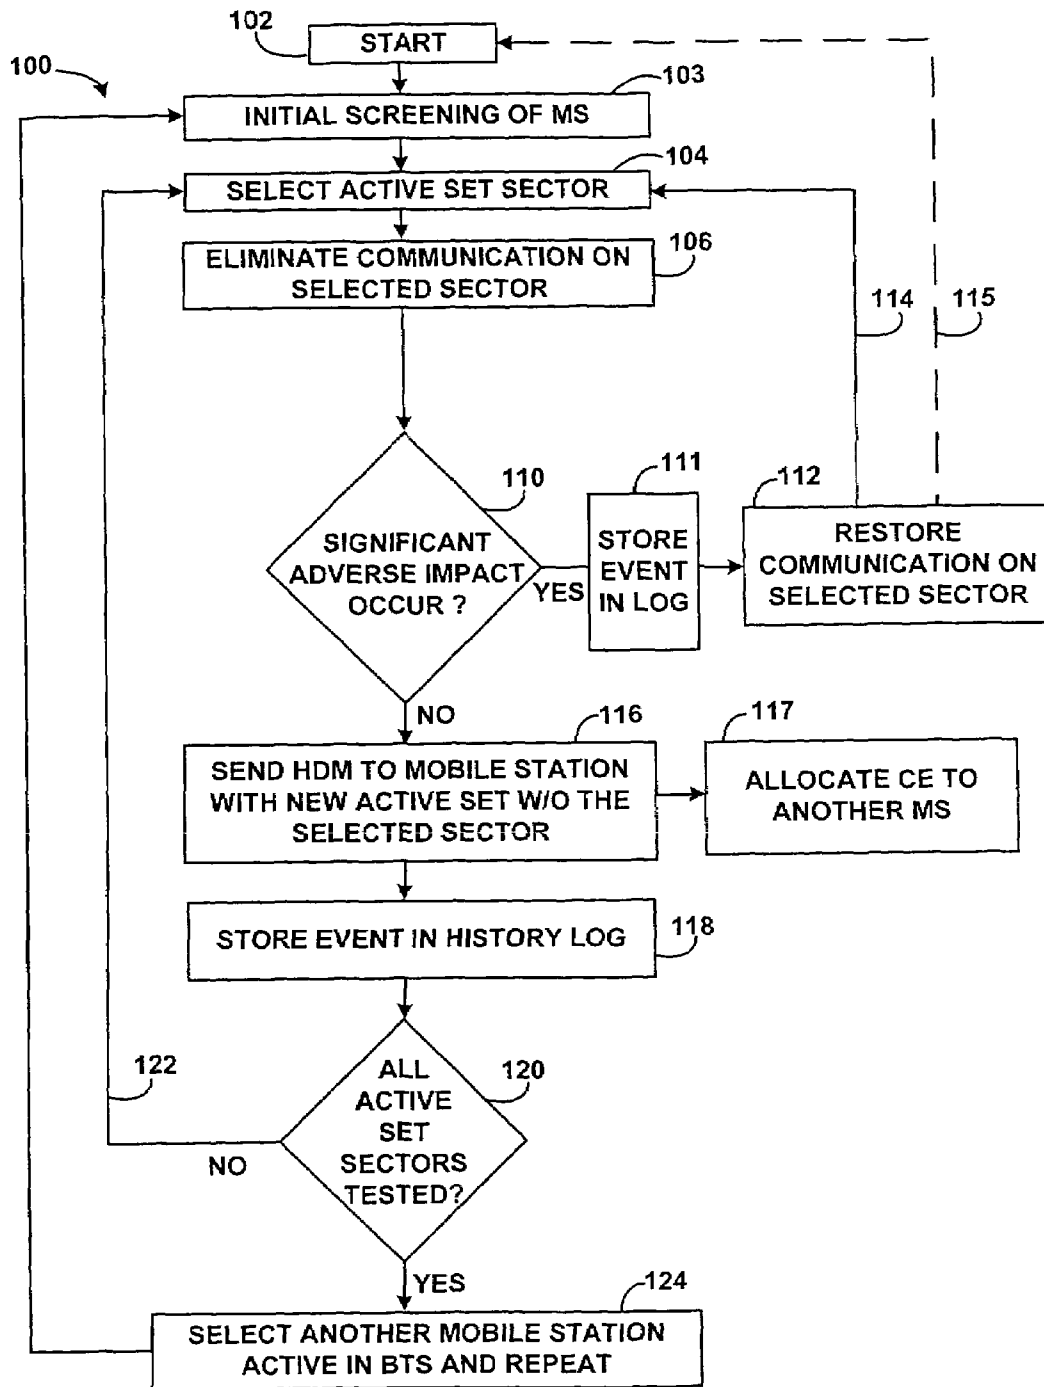 102
START
100
103
INITIAL SCREENING OF MS
104
SELECT ACTIVE SET SECTOR
ELIMINATE COMMUNICATION ON
SELECTED SECTOR
106
114
115
110
SIGNIFICANT
ADVERSE IMPACT
OCCUR ?
YES
111
STORE
EVENT
IN LOG
112
RESTORE
COMMUNICATION ON
SELECTED SECTOR
NO
116
SEND HDM TO MOBILE STATION
WITH NEW ACTIVE SET W/O THE
SELECTED SECTOR
117
ALLOCATE CE TO
ANOTHER MS
STORE EVENT IN HISTORY LOG
118
122
120
ALL
ACTIVE
SET
SECTORS
TESTED?
NO
YES
124
SELECT ANOTHER MOBILE STATION
ACTIVE IN BTS AND REPEAT